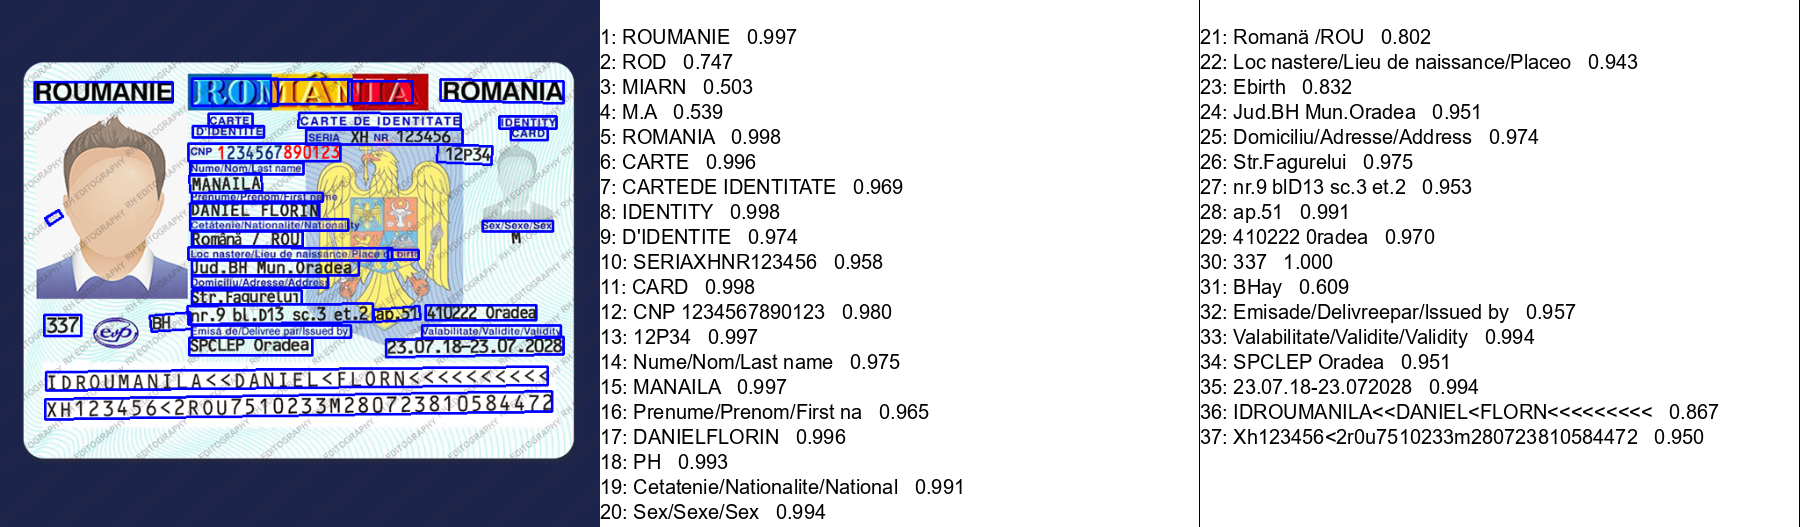 ROUMANIE ROMANIA ROMANIA
CARTE CARTE DE IDENTITATE IDENTITY
D'IDENTITE CARD
SERIA XH NR 123456
CNP 1234567890123 12P34
Nume/Nom/Last name
MANAILA
Prenume/Prenom/First name
DANIEL FLORIN
Cetătenie/Nationalite/Nationality Sex/Sexe/Sex
Română / ROU M
Loc nastere/Lieu de naissance/Place of birth
Jud.BH Mun.Oradea
Domiciliu/Adresse/Address
Str.Fagurelui
337 evp BH nr.9 bl.D13 sc.3 et.2 ap.51 410222 Oradea
Emisă de/Delivree par/Issued by Valabilitate/Validite/Validity
SPCLEP Oradea 23.07.18-23.07.2028
IDROUMANILA<<DANIEL<FLORN<<<<<<<<<
XH123456<2ROU7510233M280723810584472
RH EDITOGRAPHY
1: ROUMANIE 0.997
2: ROD 0.747
3: MIARN 0.503
4: M.A 0.539
5: ROMANIA 0.998
6: CARTE 0.996
7: CARTEDE IDENTITATE 0.969
8: IDENTITY 0.998
9: D'IDENTITE 0.974
10: SERIAXHNR123456 0.958
11: CARD 0.998
12: CNP 1234567890123 0.980
13: 12P34 0.997
14: Nume/Nom/Last name 0.975
15: MANAILA 0.997
16: Prenume/Prenom/First na 0.965
17: DANIELFLORIN 0.996
18: PH 0.993
19: Cetatenie/Nationalite/National 0.991
20: Sex/Sexe/Sex 0.994
21: Romanä /ROU 0.802
22: Loc nastere/Lieu de naissance/Placeo 0.943
23: Ebirth 0.832
24: Jud.BH Mun.Oradea 0.951
25: Domiciliu/Adresse/Address 0.974
26: Str.Fagurelui 0.975
27: nr.9 blD13 sc.3 et.2 0.953
28: ap.51 0.991
29: 410222 0radea 0.970
30: 337 1.000
31: BHay 0.609
32: Emisade/Delivreepar/Issued by 0.957
33: Valabilitate/Validite/Validity 0.994
34: SPCLEP Oradea 0.951
35: 23.07.18-23.072028 0.994
36: IDROUMANILA<<DANIEL<FLORN<<<<<<<<< 0.867
37: Xh123456<2r0u7510233m280723810584472 0.950